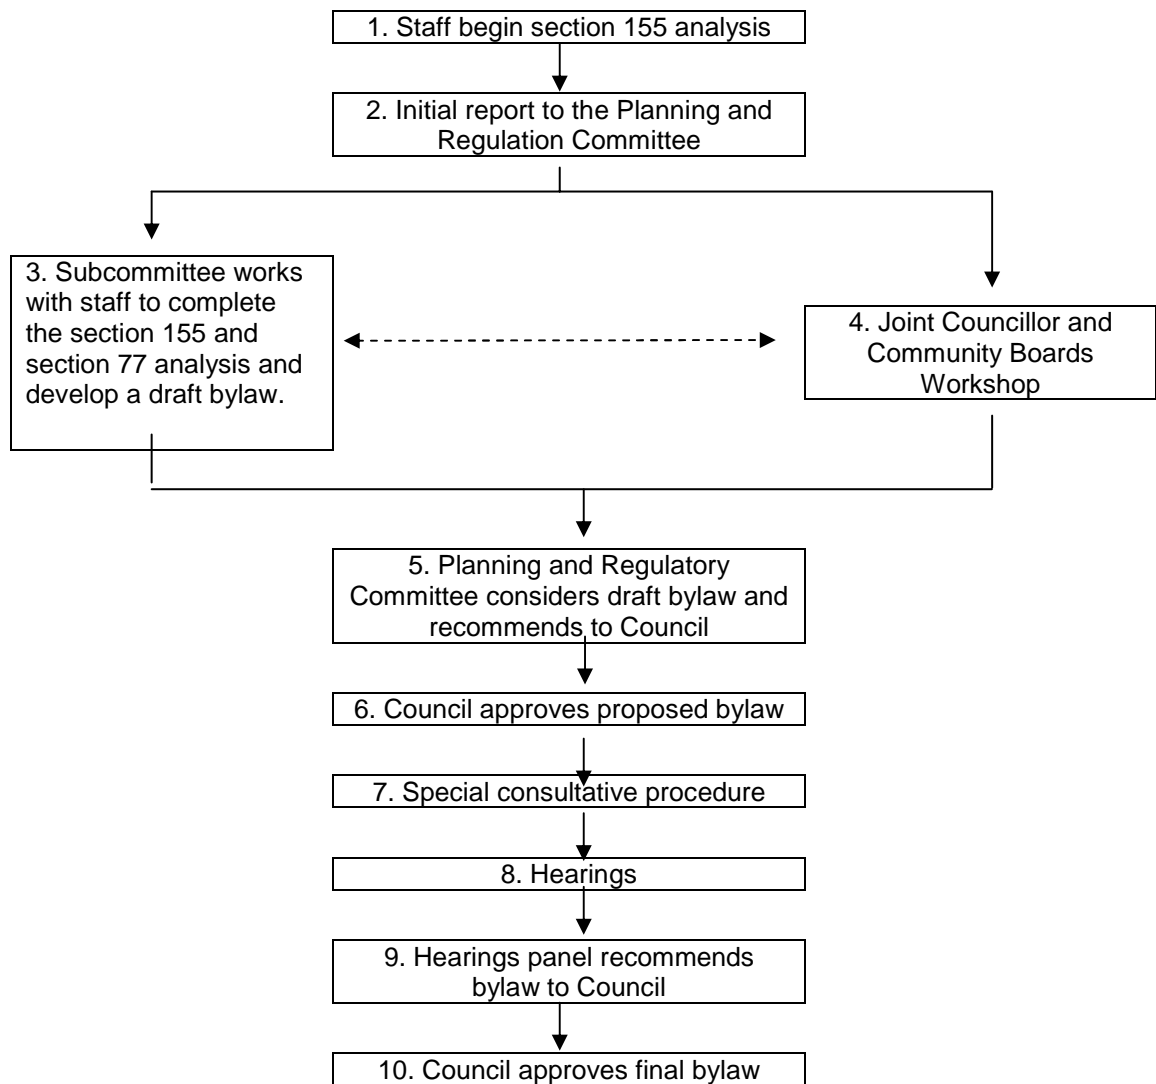 1. Staff begin section 155 analysis
2. Initial report to the Planning and
Regulation Committee
3. Subcommittee works
with staff to complete
the section 155 and
section 77 analysis and
develop a draft bylaw.
4. Joint Councillor and
Community Boards
Workshop
5. Planning and Regulatory
Committee considers draft bylaw and
recommends to Council
6. Council approves proposed bylaw
7. Special consultative procedure
8. Hearings
9. Hearings panel recommends
bylaw to Council
10. Council approves final bylaw